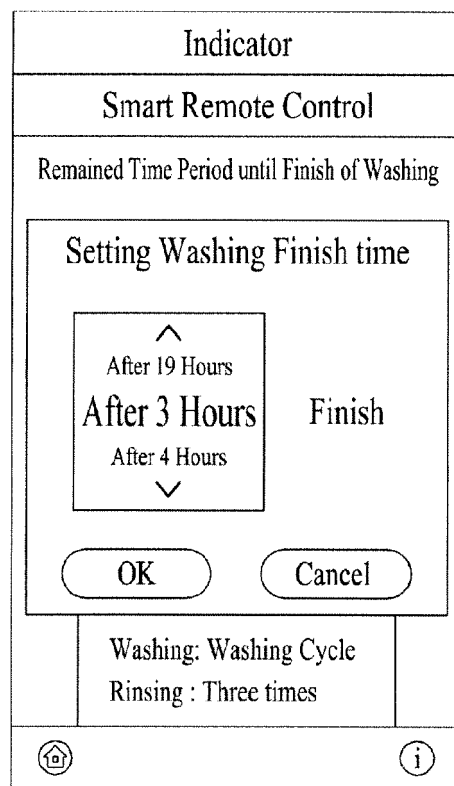 Indicator
Smart Remote Control
Remained Time Period until Finish of Washing
Setting Washing Finish time
After 19 Hours
After 3 Hours
Finish
After 4 Hours
OK
Cancel
Washing: Washing Cycle
Rinsing : Three times
i